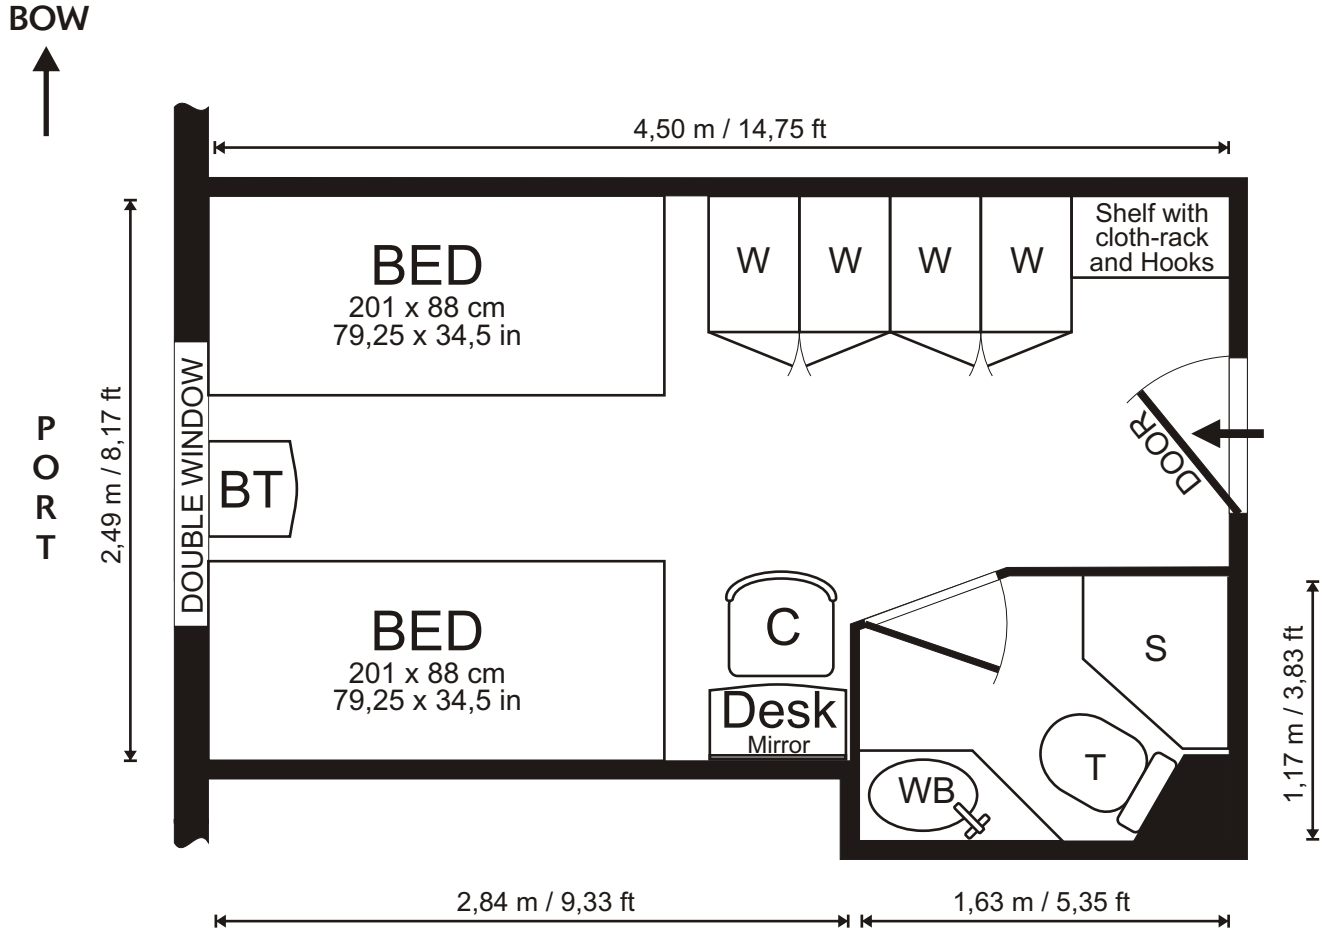 BOW
4,50 m / 14,75 ft
BED
201 x 88 cm
79,25 x 34,5 in
W
W
W
W
Shelf with
cloth-rack
and Hooks
P
O
R
T
2,49 m / 8,17 ft
DOUBLE WINDOW
BT
DOOR
BED
201 x 88 cm
79,25 x 34,5 in
C
Desk
Mirror
S
T
WB
1,17 m / 3,83 ft
2,84 m / 9,33 ft
1,63 m / 5,35 ft